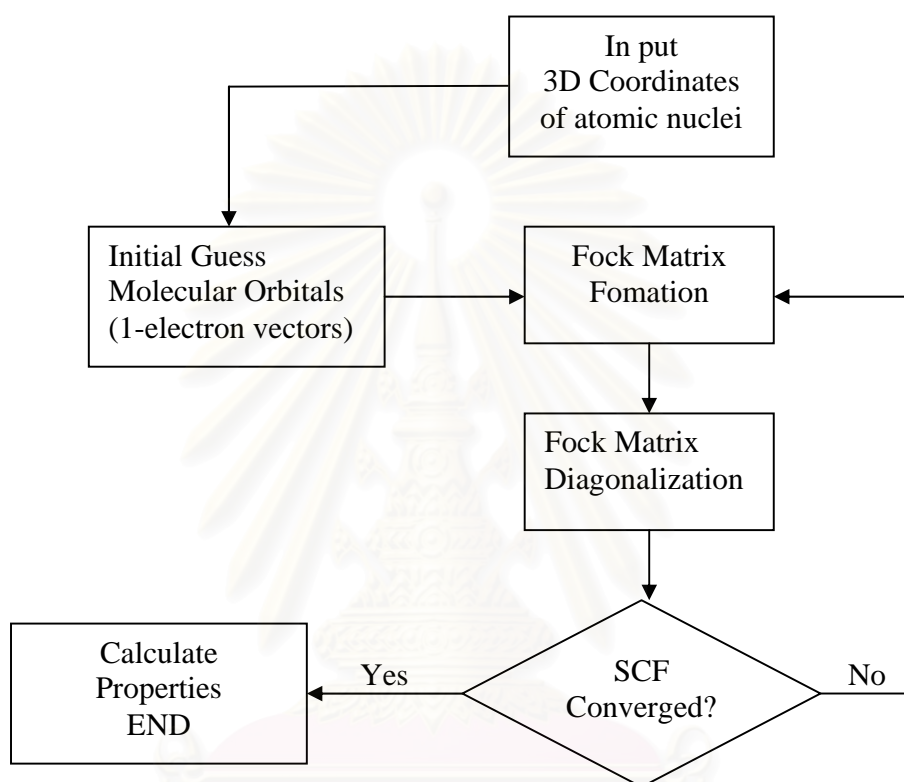 In put
3D Coordinates
of atomic nuclei
Initial Guess
Molecular Orbitals
(1-electron vectors)
Fock Matrix
Fomation
Fock Matrix
Diagonalization
SCF
Converged?
Yes
No
Calculate
Properties
END